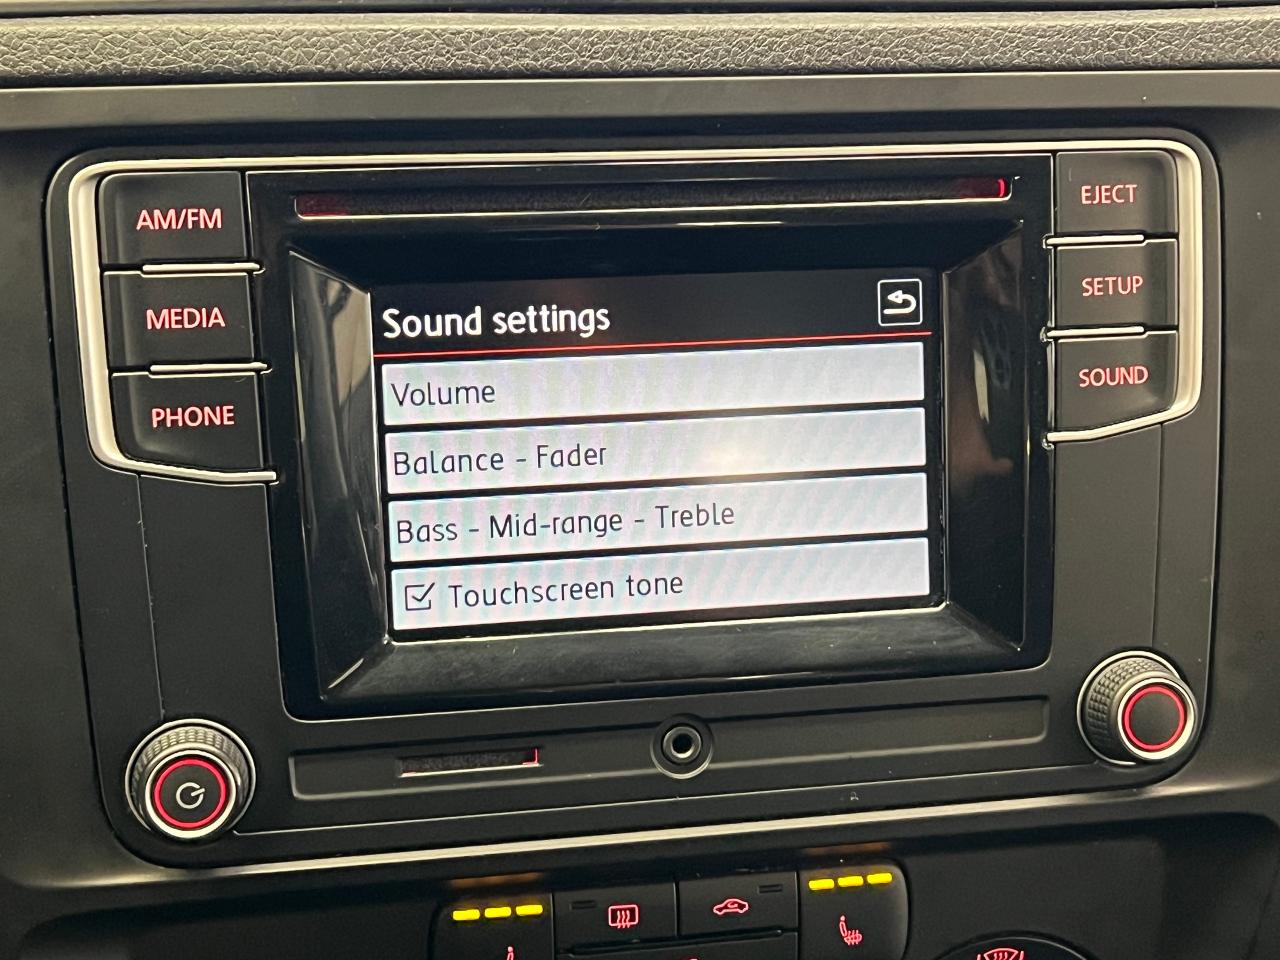 AM/FM
MEDIA
PHONE
Sound settings
Volume
Balance - Fader
Bass - Mid-range - Treble
Touchscreen tone
EJECT
SETUP
SOUND